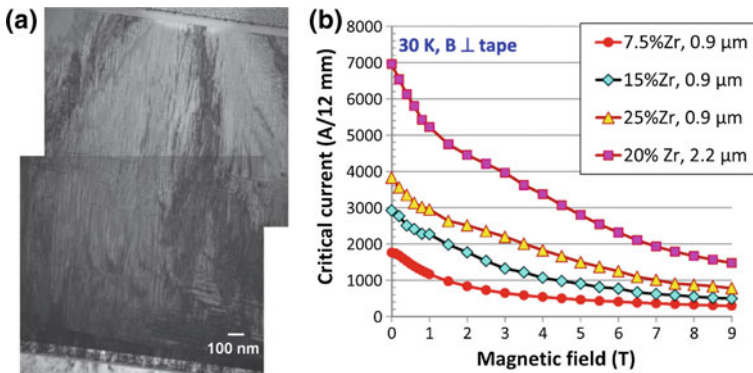 (a)
100 nm
(b)
30 K, B ⊥ tape
7.5%Zr, 0.9 μm
15%Zr, 0.9 μm
25%Zr, 0.9 μm
20% Zr, 2.2 μm
Critical current (A/12 mm)
8000
7000
6000
5000
4000
3000
2000
1000
0
0 1 2 3 4 5 6 7 8 9
Magnetic field (T)